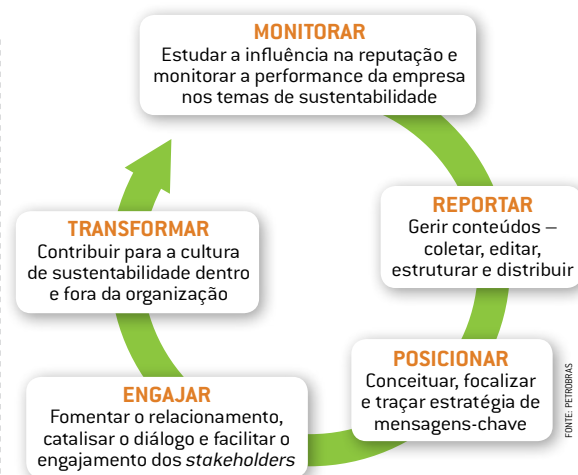 MONITORAR
Estudar a influência na reputação e
monitorar a performance da empresa
nos temas de sustentabilidade
REPORTAR
Gerir conteúdos –
coletar, editar,
estruturar e distribuir
POSICIONAR
Conceituar, focalizar
e traçar estratégia de
mensagens-chave
ENGAJAR
Fomentar o relacionamento,
catalisar o diálogo e facilitar o
engajamento dos stakeholders
TRANSFORMAR
Contribuir para a cultura
de sustentabilidade dentro
e fora da organização
FONTE: PETROBRAS